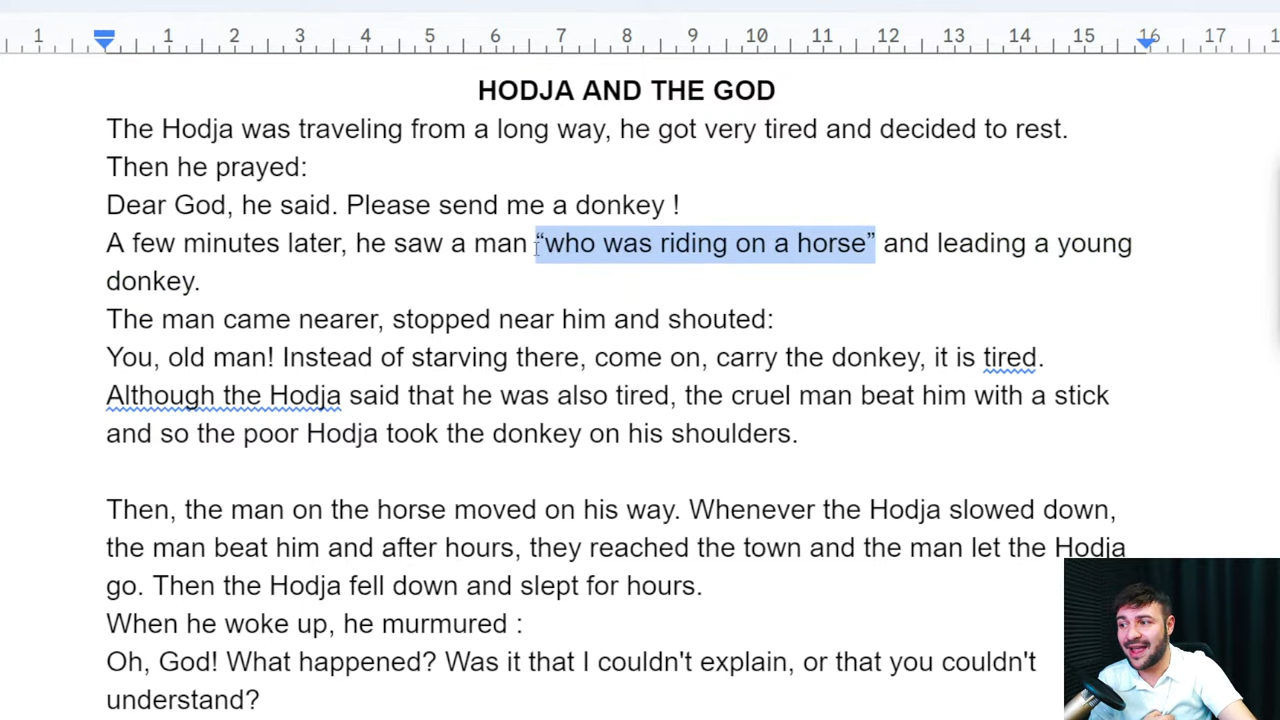 1 1 2 3 4 5 6 7 8 9 10 11 12 13 14 15 16 17
HODJA AND THE GOD
The Hodja was traveling from a long way, he got very tired and decided to rest.
Then he prayed:
Dear God, he said. Please send me a donkey !
A few minutes later, he saw a man “who was riding on a horse” and leading a young
donkey.
The man came nearer, stopped near him and shouted:
You, old man! Instead of starving there, come on, carry the donkey, it is tired.
Although the Hodja said that he was also tired, the cruel man beat him with a stick
and so the poor Hodja took the donkey on his shoulders.
Then, the man on the horse moved on his way. Whenever the Hodja slowed down,
the man beat him and after hours, they reached the town and the man let the Hodja
go. Then the Hodja fell down and slept for hours.
When he woke up, he murmured :
Oh, God! What happened? Was it that I couldn't explain, or that you couldn't
understand?